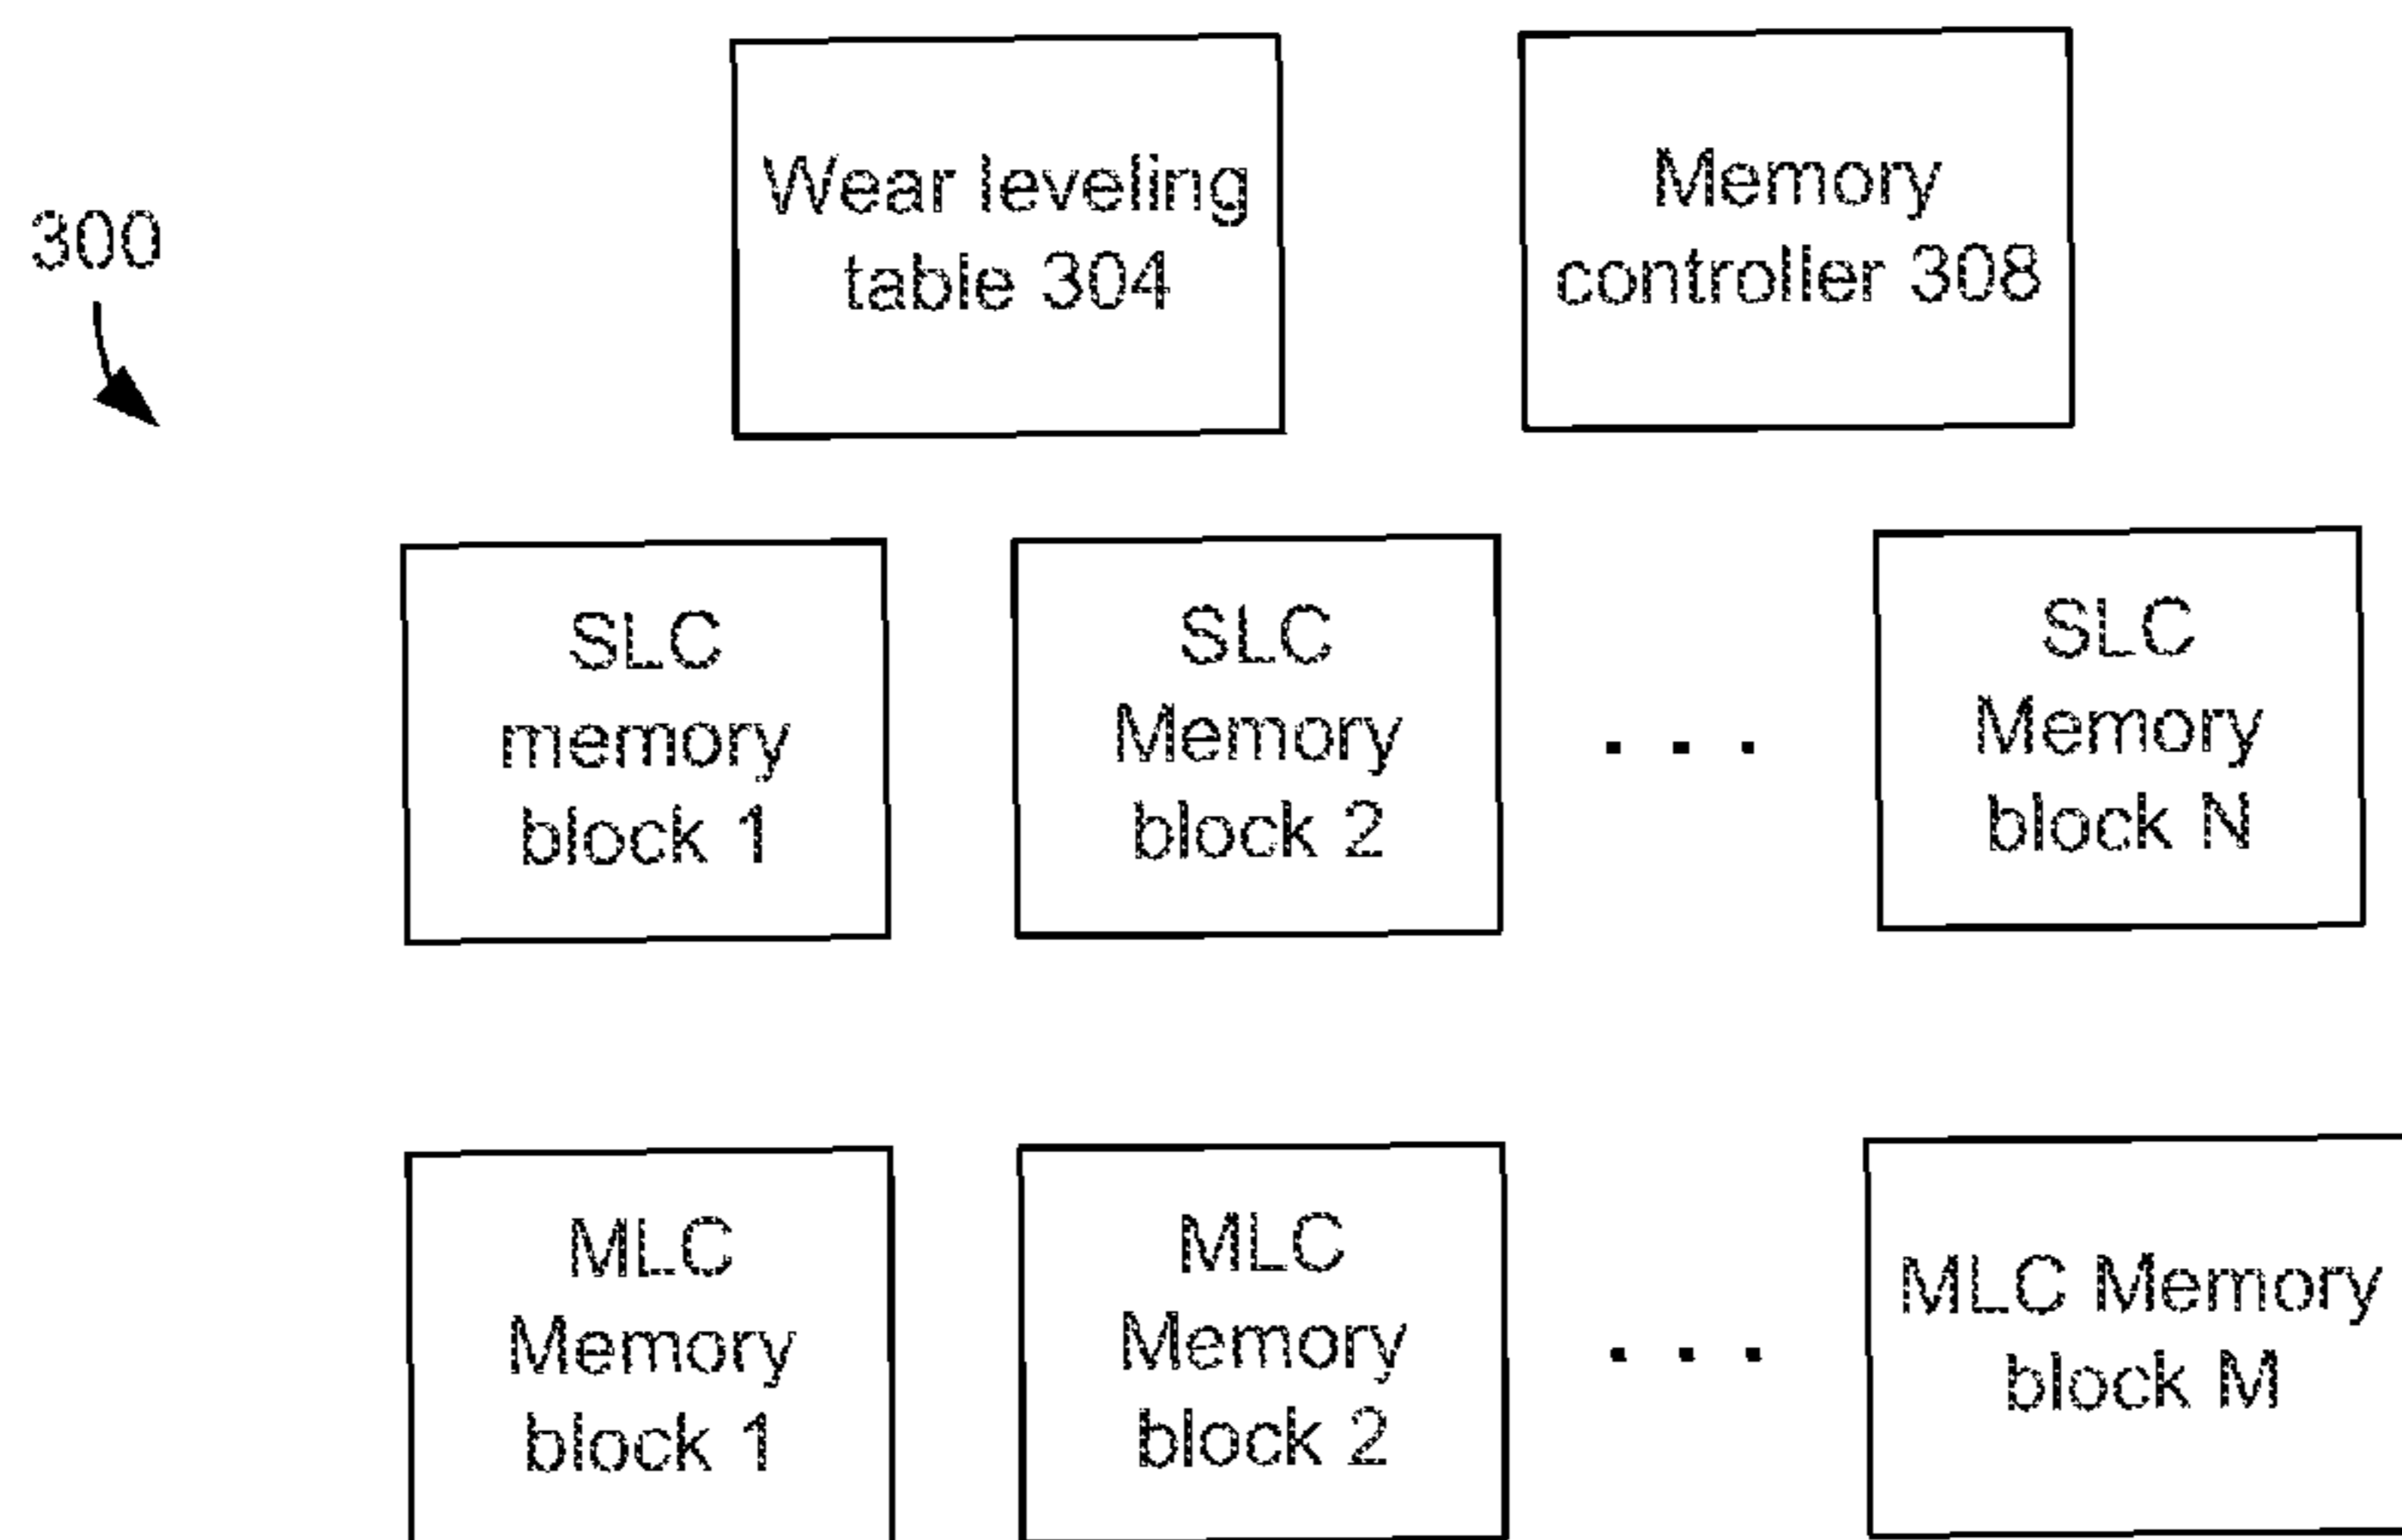 300
Wear leveling
table 304
Memory
controller 308
SLC
memory
block 1
SLC
Memory
block 2
. . .
SLC
Memory
block N
MLC
Memory
block 1
MLC
Memory
block 2
. . .
MLC Memory
block M